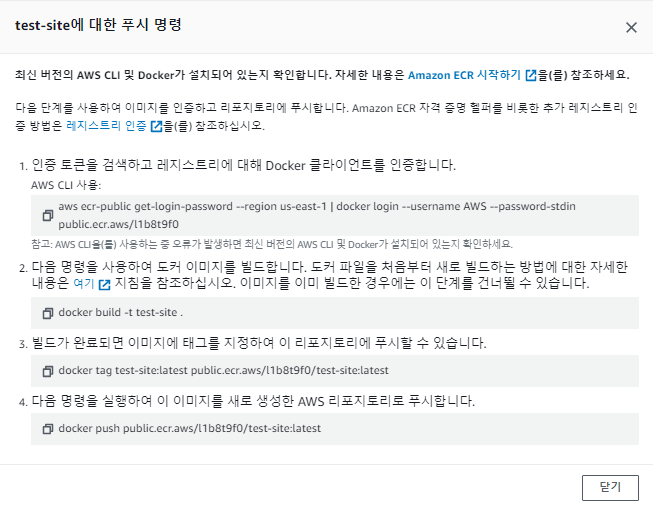 test-site에 대한 푸시 명령
최신 버전의 AWS CLI 및 Docker가 설치되어 있는지 확인합니다. 자세한 내용은 Amazon ECR 시작하기 을(를) 참조하세요.
다음 단계를 사용하여 이미지를 인증하고 리포지토리에 푸시합니다. Amazon ECR 자격 증명 헬퍼를 비롯한 추가 레지스트리 인
증 방법은 레지스트리 인증 을(를) 참조하십시오.
1. 인증 토큰을 검색하고 레지스트리에 대해 Docker 클라이언트를 인증합니다.
AWS CLI 사용:
aws ecr-public get-login-password --region us-east-1 | docker login --username AWS --password-stdin
public.ecr.aws/l1b8t9f0
참고: AWS CLI을(를) 사용하는 중 오류가 발생하면 최신 버전의 AWS CLI 및 Docker가 설치되어 있는지 확인하세요.
2. 다음 명령을 사용하여 도커 이미지를 빌드합니다. 도커 파일을 처음부터 새로 빌드하는 방법에 대한 자세한
내용은 여기 지침을 참조하십시오. 이미지를 이미 빌드한 경우에는 이 단계를 건너뛸 수 있습니다.
docker build -t test-site .
3. 빌드가 완료되면 이미지에 태그를 지정하여 이 리포지토리에 푸시할 수 있습니다.
docker tag test-site:latest public.ecr.aws/l1b8t9f0/test-site:latest
4. 다음 명령을 실행하여 이 이미지를 새로 생성한 AWS 리포지토리로 푸시합니다.
docker push public.ecr.aws/l1b8t9f0/test-site:latest
닫기